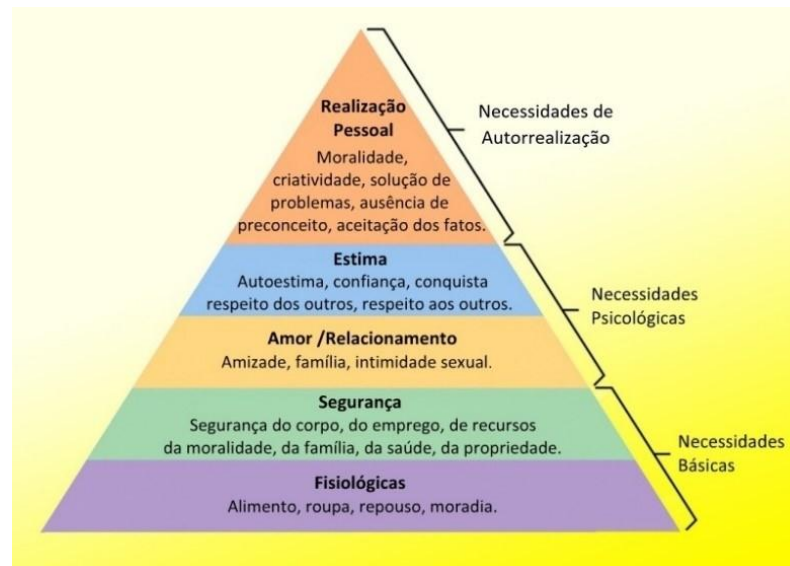 Realização
Pessoal
Moralidade,
criatividade, solução de
problemas, ausência de
preconceito, aceitação dos fatos.
Necessidades de
Autorrealização
Estima
Autoestima, confiança, conquista
respeito dos outros, respeito aos outros.
Amor /Relacionamento
Amizade, família, intimidade sexual.
Necessidades
Psicológicas
Segurança
Segurança do corpo, do emprego, de recursos
da moralidade, da família, da saúde, da propriedade.
Fisiológicas
Alimento, roupa, repouso, moradia.
Necessidades
Básicas